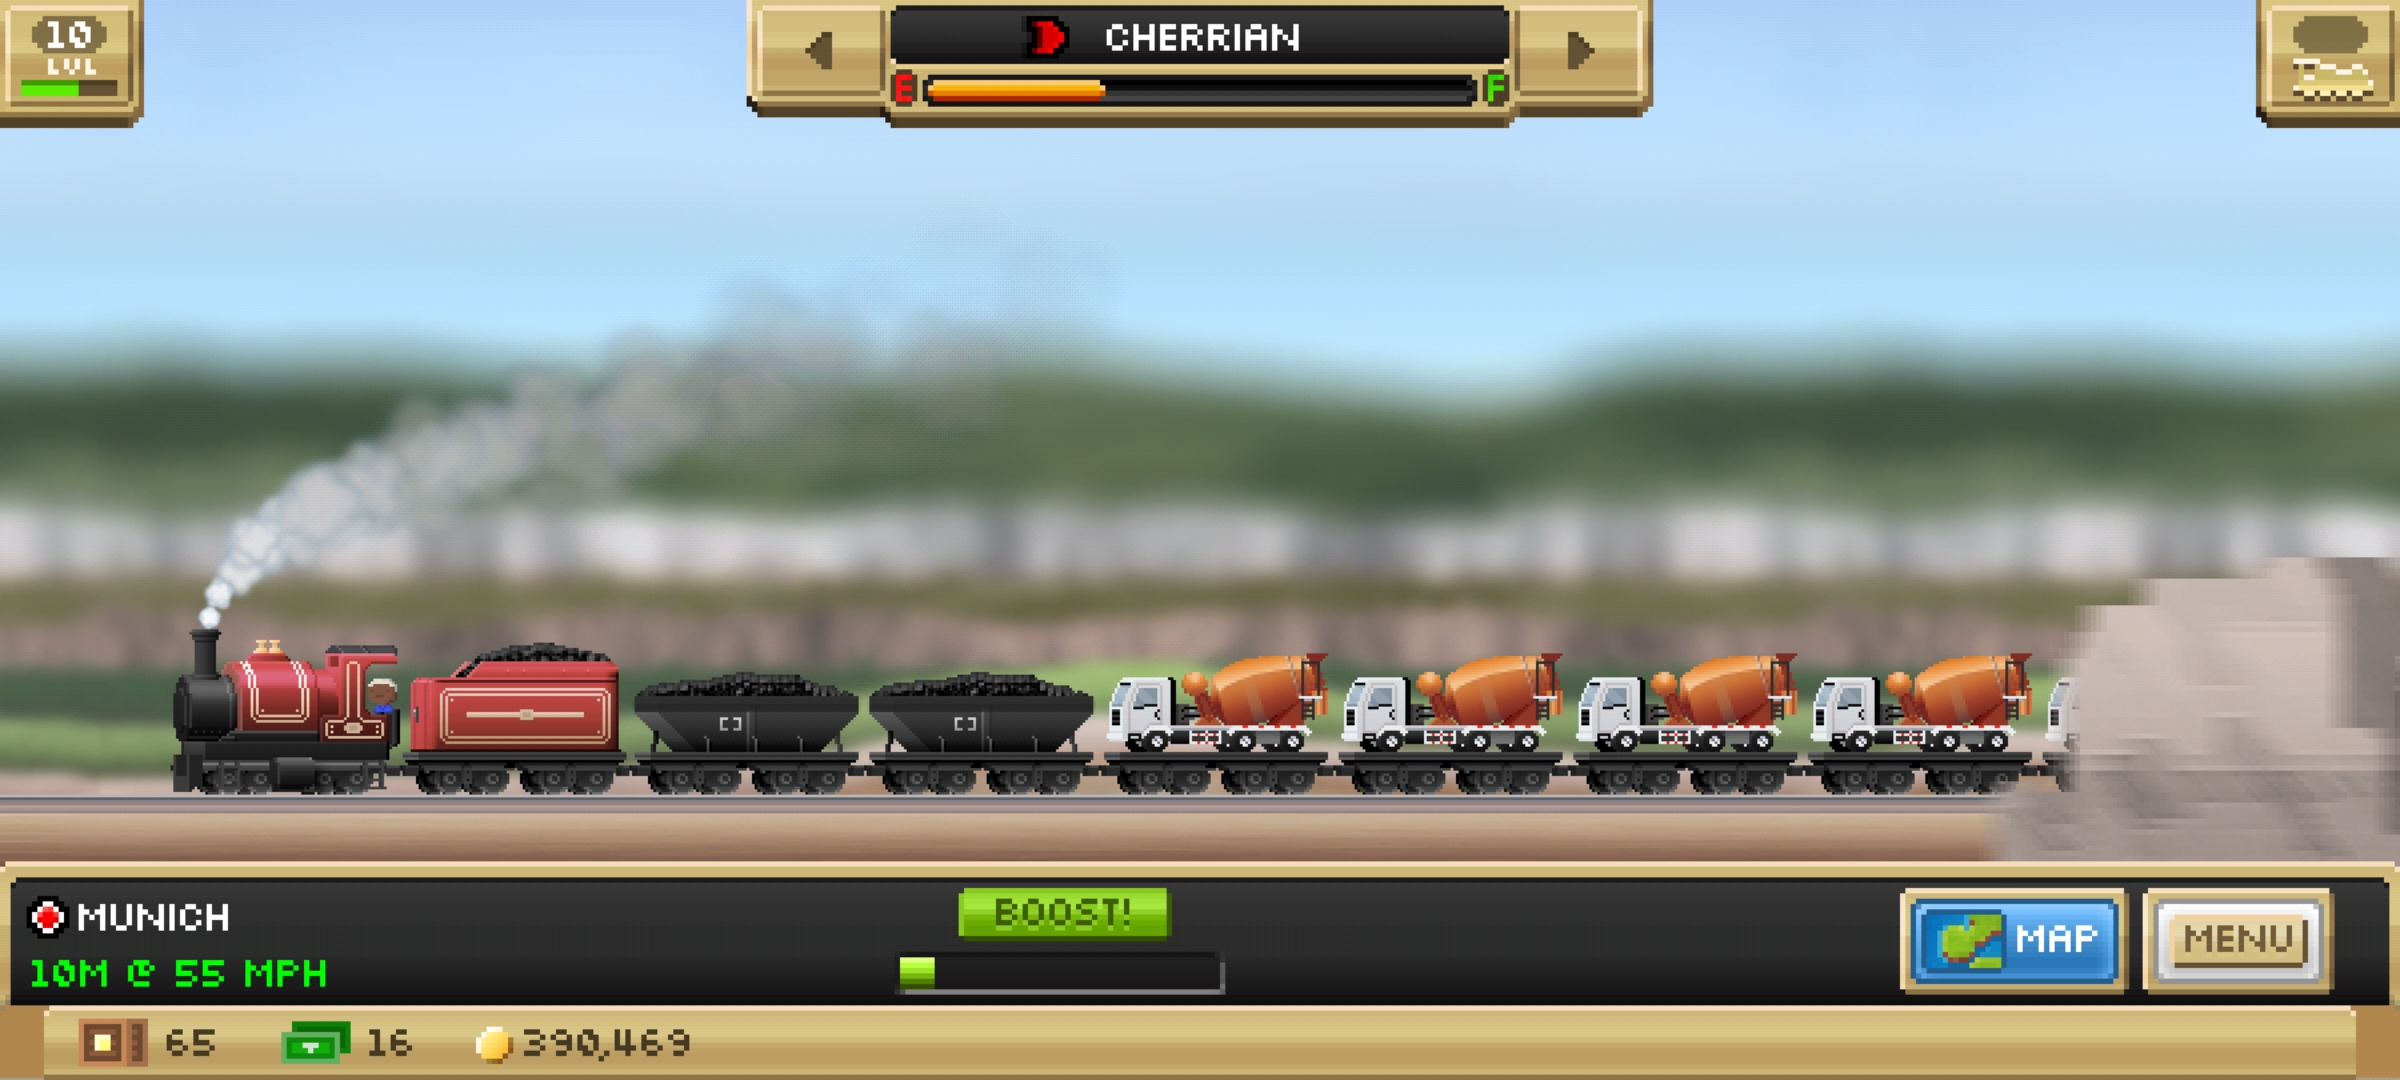 10
LVL
CHERRIAN
E F
MUNICH
10M @ 55 MPH
BOOST!
MAP
MENU
65
16
390,469